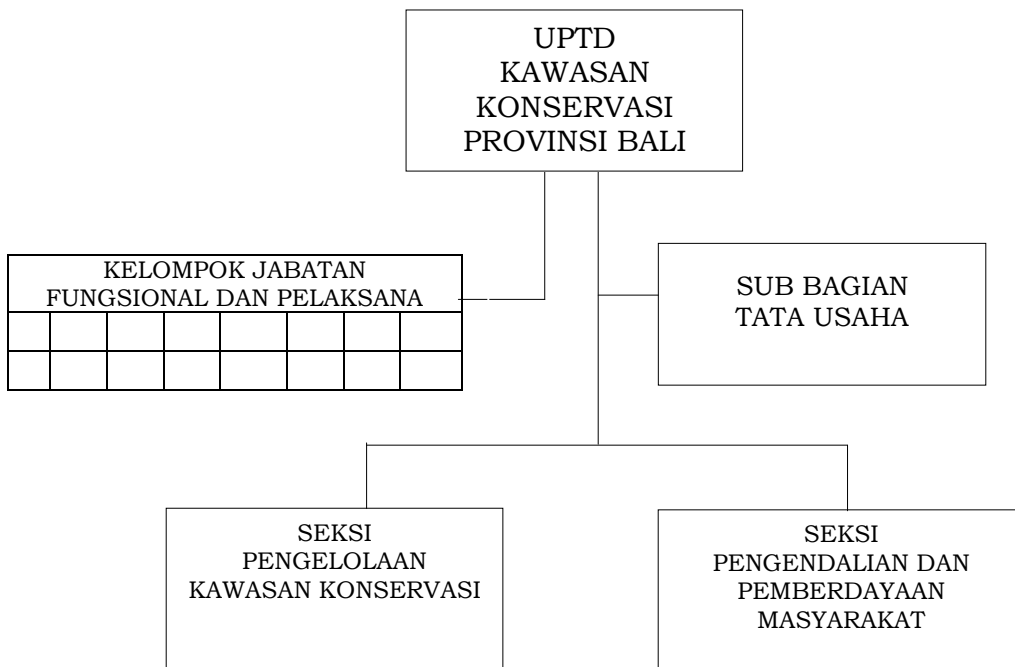 UPTD
KAWASAN
KONSERVASI
PROVINSI BALI
KELOMPOK JABATAN
FUNGSIONAL DAN PELAKSANA
SUB BAGIAN
TATA USAHA
SEKSI
PENGELOLAAN
KAWASAN KONSERVASI
SEKSI
PENGENDALIAN DAN
PEMBERDAYAAN
MASYARAKAT